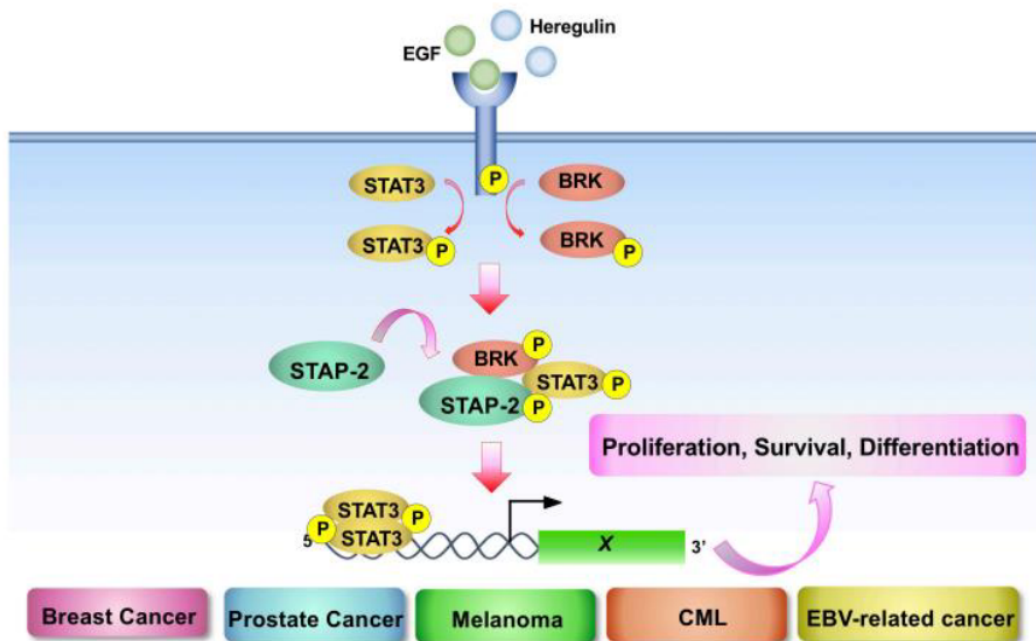 Heregulin
EGF
P
STAT3
BRK
STAT3 P
BRK P
P
BRK
STAP-2
STAT3 P
STAP-2 P
Proliferation, Survival, Differentiation
STAT3 P
P
STAT3
5'
X
3’
Breast Cancer
Prostate Cancer
Melanoma
CML
EBV-related cancer